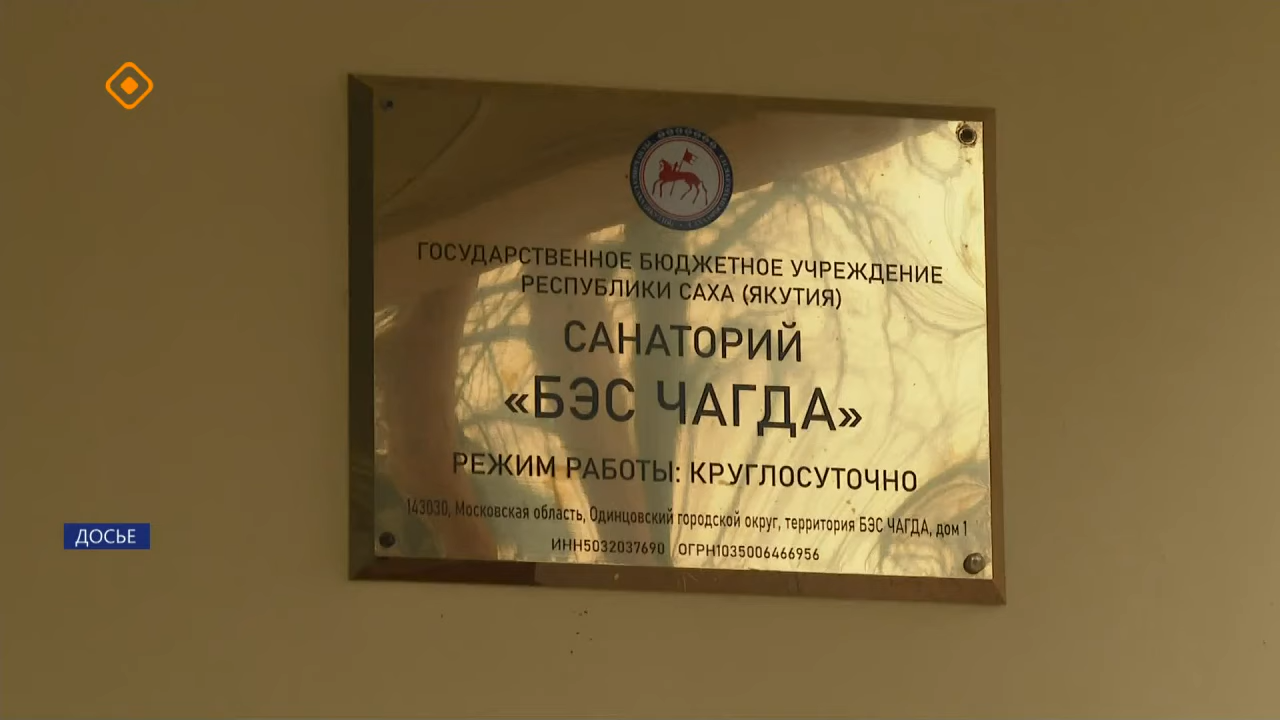 ГОСУДАРСТВЕННОЕ БЮДЖЕТНОЕ УЧРЕЖДЕНИЕ
РЕСПУБЛИКИ САХА (ЯКУТИЯ)
САНАТОРИЙ
«БЭС ЧАГДА»
РЕЖИМ РАБОТЫ: КРУГЛОСУТОЧНО
143030, Московская область, Одинцовский городской округ, территория БЭС ЧАГДА, дом 1
ИНН5032037690 ОГРН1035006466956
ДОСЬЕ